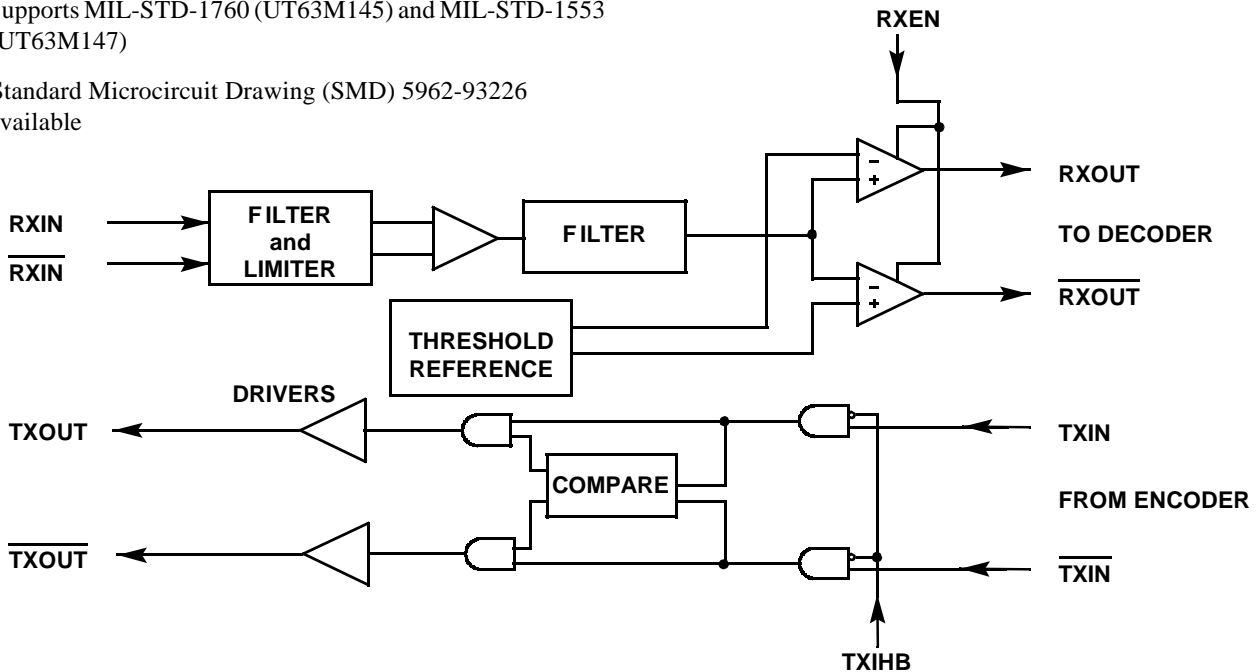 upports MIL-STD-1760 (UT63M145) and MIL-STD-1553
UT63M147)
Standard Microcircuit Drawing (SMD) 5962-93226
vailable
RXEN
RXIN
RXIN
FILTER
and
LIMITER
FILTER
THRESHOLD
REFERENCE
-
+
-
+
RXOUT
TO DECODER
RXOUT
DRIVERS
TXOUT
TXOUT
COMPARE
TXIN
FROM ENCODER
TXIN
TXIHB